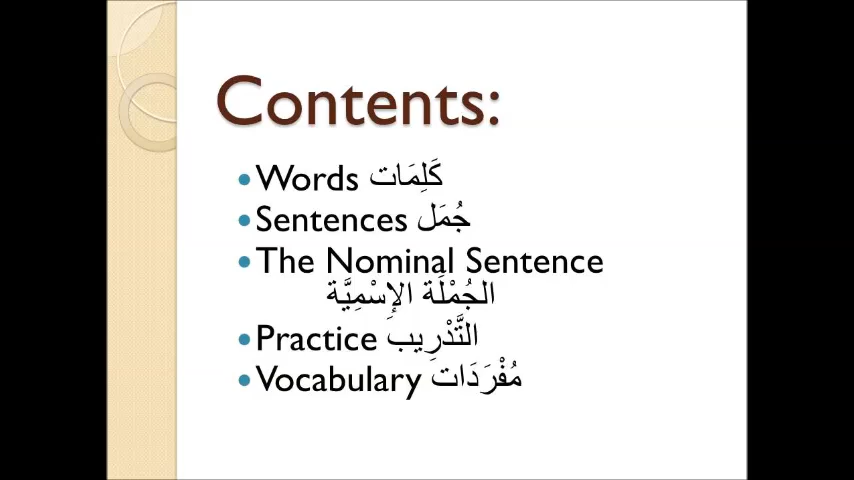 Contents:
Words كَلِمَات
Sentences جُمَل
The Nominal Sentence
الجُمْلَة الإِسْمِيَّة
Practice التَّدْرِيب
Vocabulary مُفْرَدَات